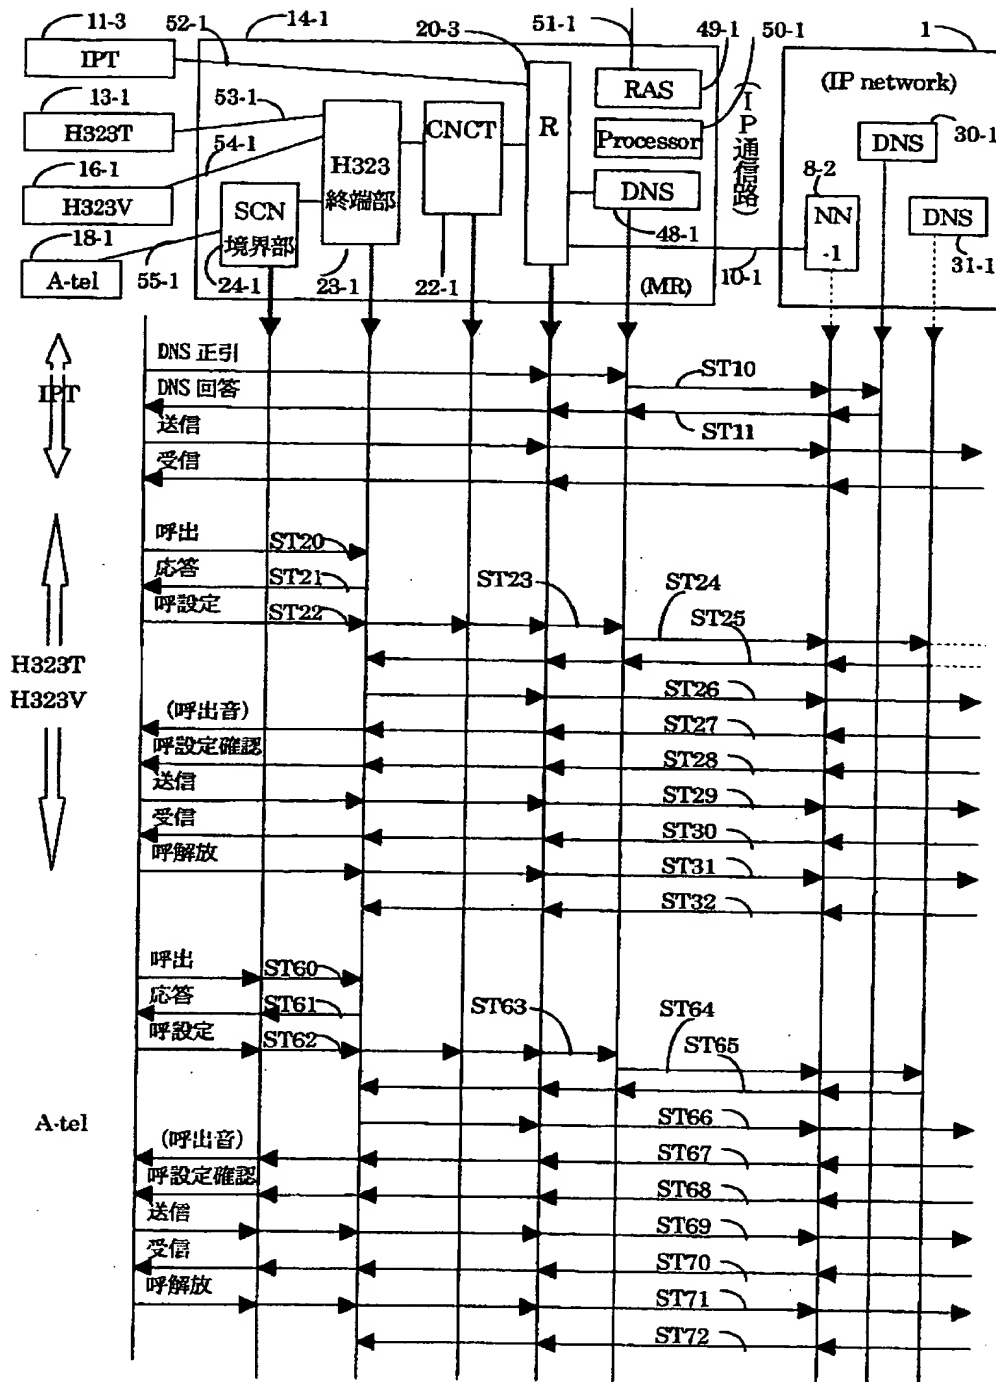 11-3
52-1
14-1
20-3
51-1
49-1
50-1
1
IPT
13-1
H323T
53-1
54-1
16-1
H323V
18-1
A-tel
55-1
SCN
境界部
24-1
H323
終端部
23-1
CNCT
22-1
R
RAS
Processor
DNS
48-1
(MR)
(IP通信路)
10-1
(IP network)
DNS
30-1
8-2
NN
-1
DNS
31-1
IPT
DNS 正引
ST10
DNS 回答
ST11
送信
受信
H323T
H323V
呼出
ST20
応答
ST21
呼設定
ST22
ST23
ST24
ST25
ST26
(呼出音)
ST27
呼設定確認
ST28
送信
ST29
受信
ST30
呼解放
ST31
ST32
A-tel
呼出
ST60
応答
ST61
呼設定
ST62
ST63
ST64
ST65
ST66
(呼出音)
ST67
呼設定確認
ST68
送信
ST69
受信
ST70
呼解放
ST71
ST72